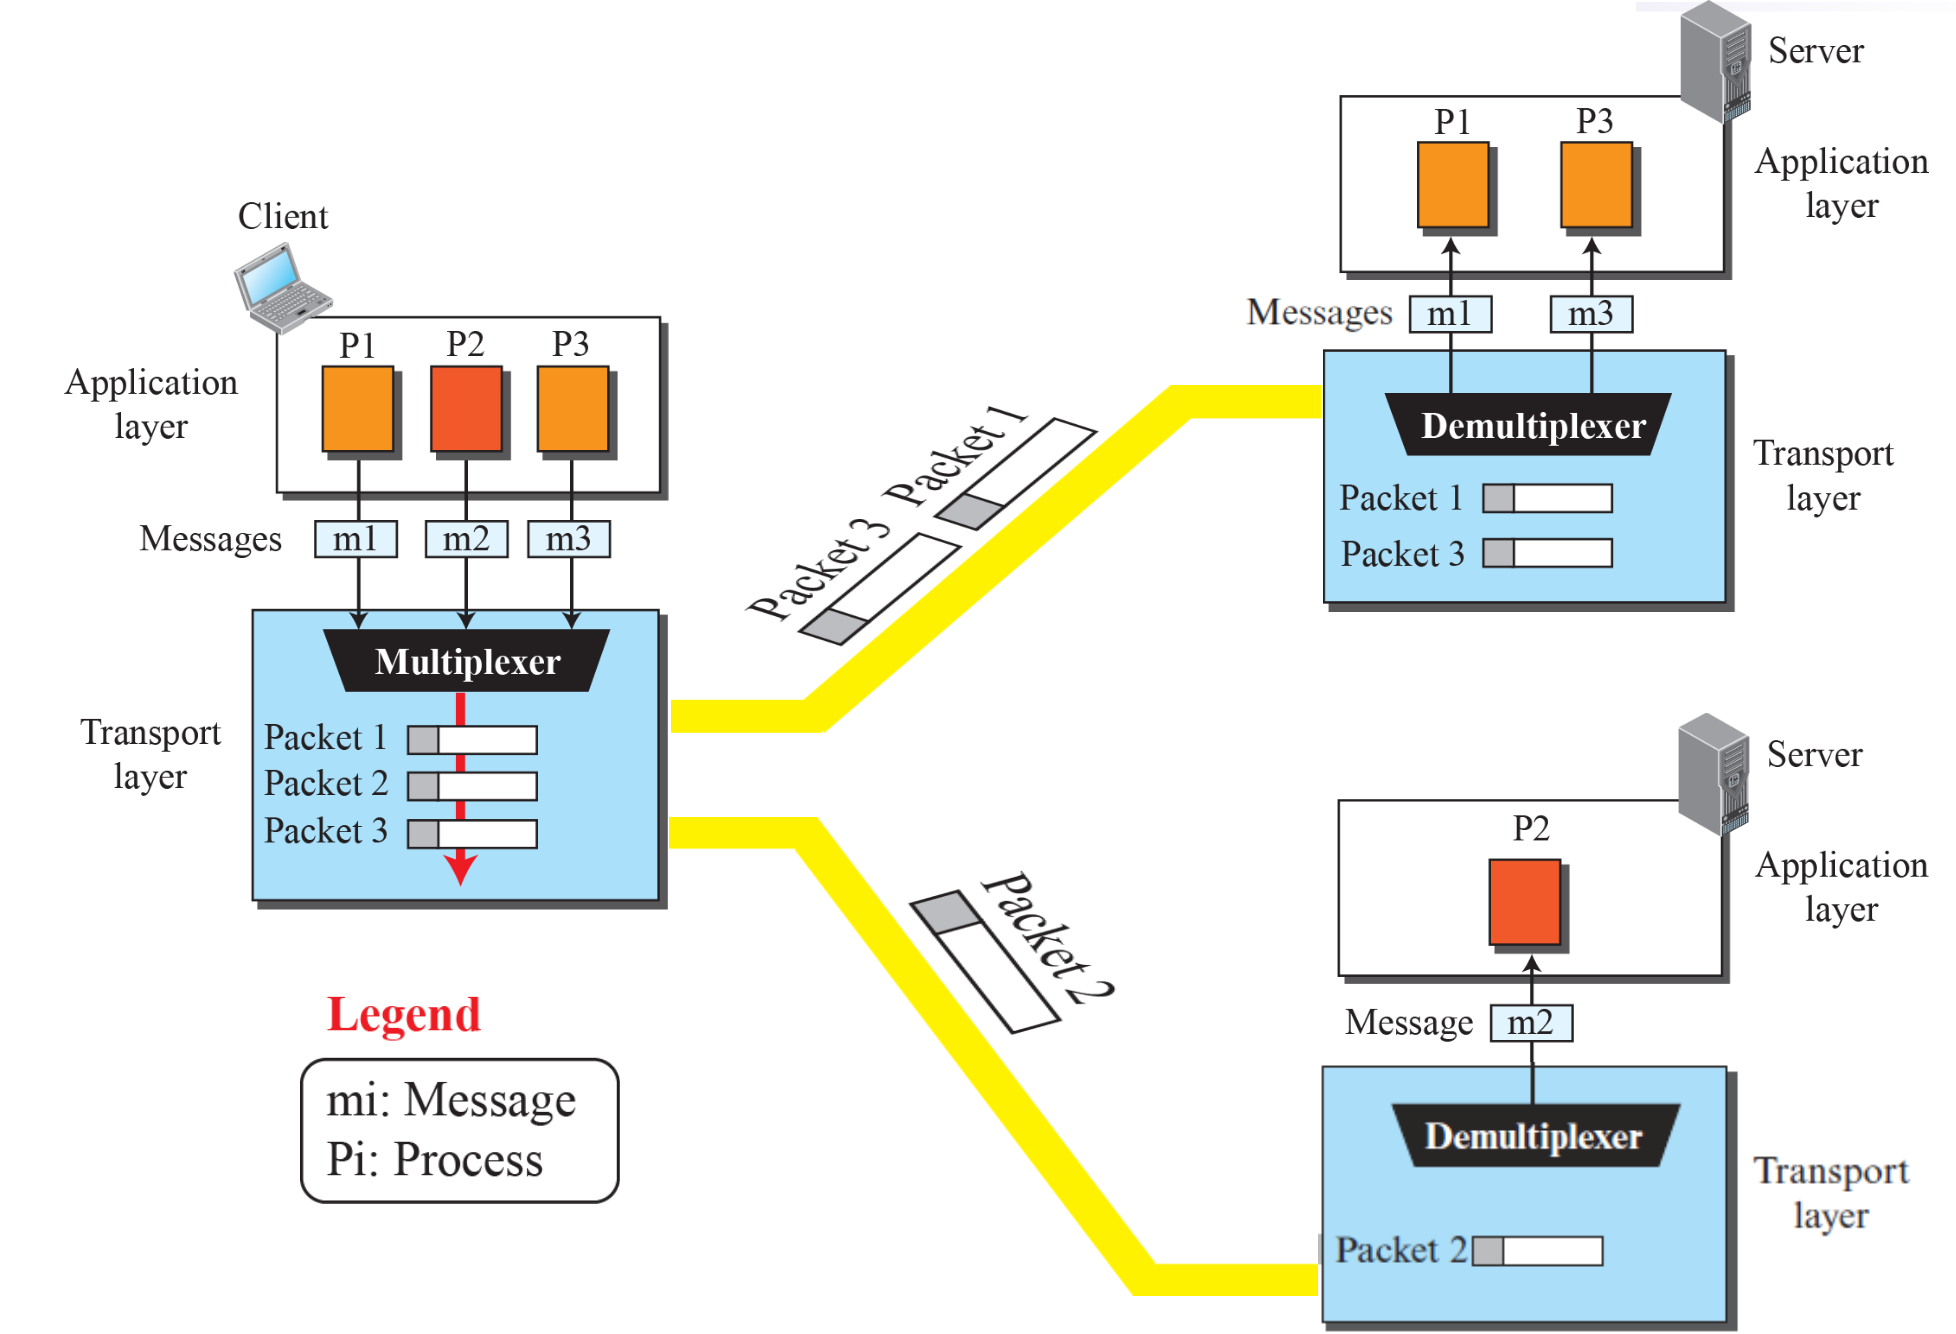 Client
Application
layer
P1
P2
P3
Messages
m1
m2
m3
Transport
layer
Multiplexer
Packet 1
Packet 2
Packet 3
Legend
mi: Message
Pi: Process
Packet 3
Packet 1
Packet 2
Server
Application
layer
P1
P3
Messages
m1
m3
Demultiplexer
Transport
layer
Packet 1
Packet 3
Server
Application
layer
P2
Message
m2
Demultiplexer
Transport
layer
Packet 2